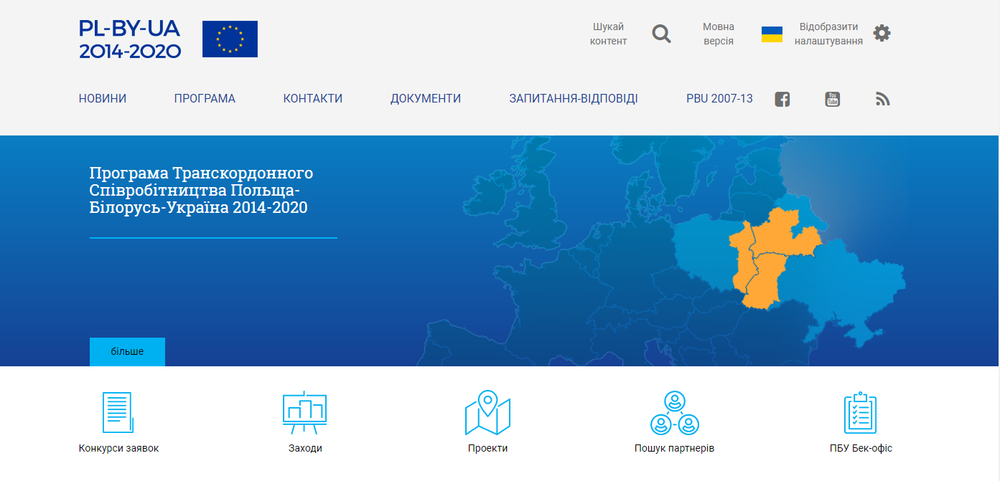 PL-BY-UA
2014-2020
Шукай
контент
Мовна
версія
Відобразити
налаштування
НОВИНИ
ПРОГРАМА
КОНТАКТИ
ДОКУМЕНТИ
ЗАПИТАННЯ-ВІДПОВІДІ
PBU 2007-13
You
Tube
Програма Транскордонного
Співробітництва Польща-
Білорусь-Україна 2014-2020
більше
Конкурси заявок
Заходи
Проекти
Пошук партнерів
ПБУ Бек-офіс